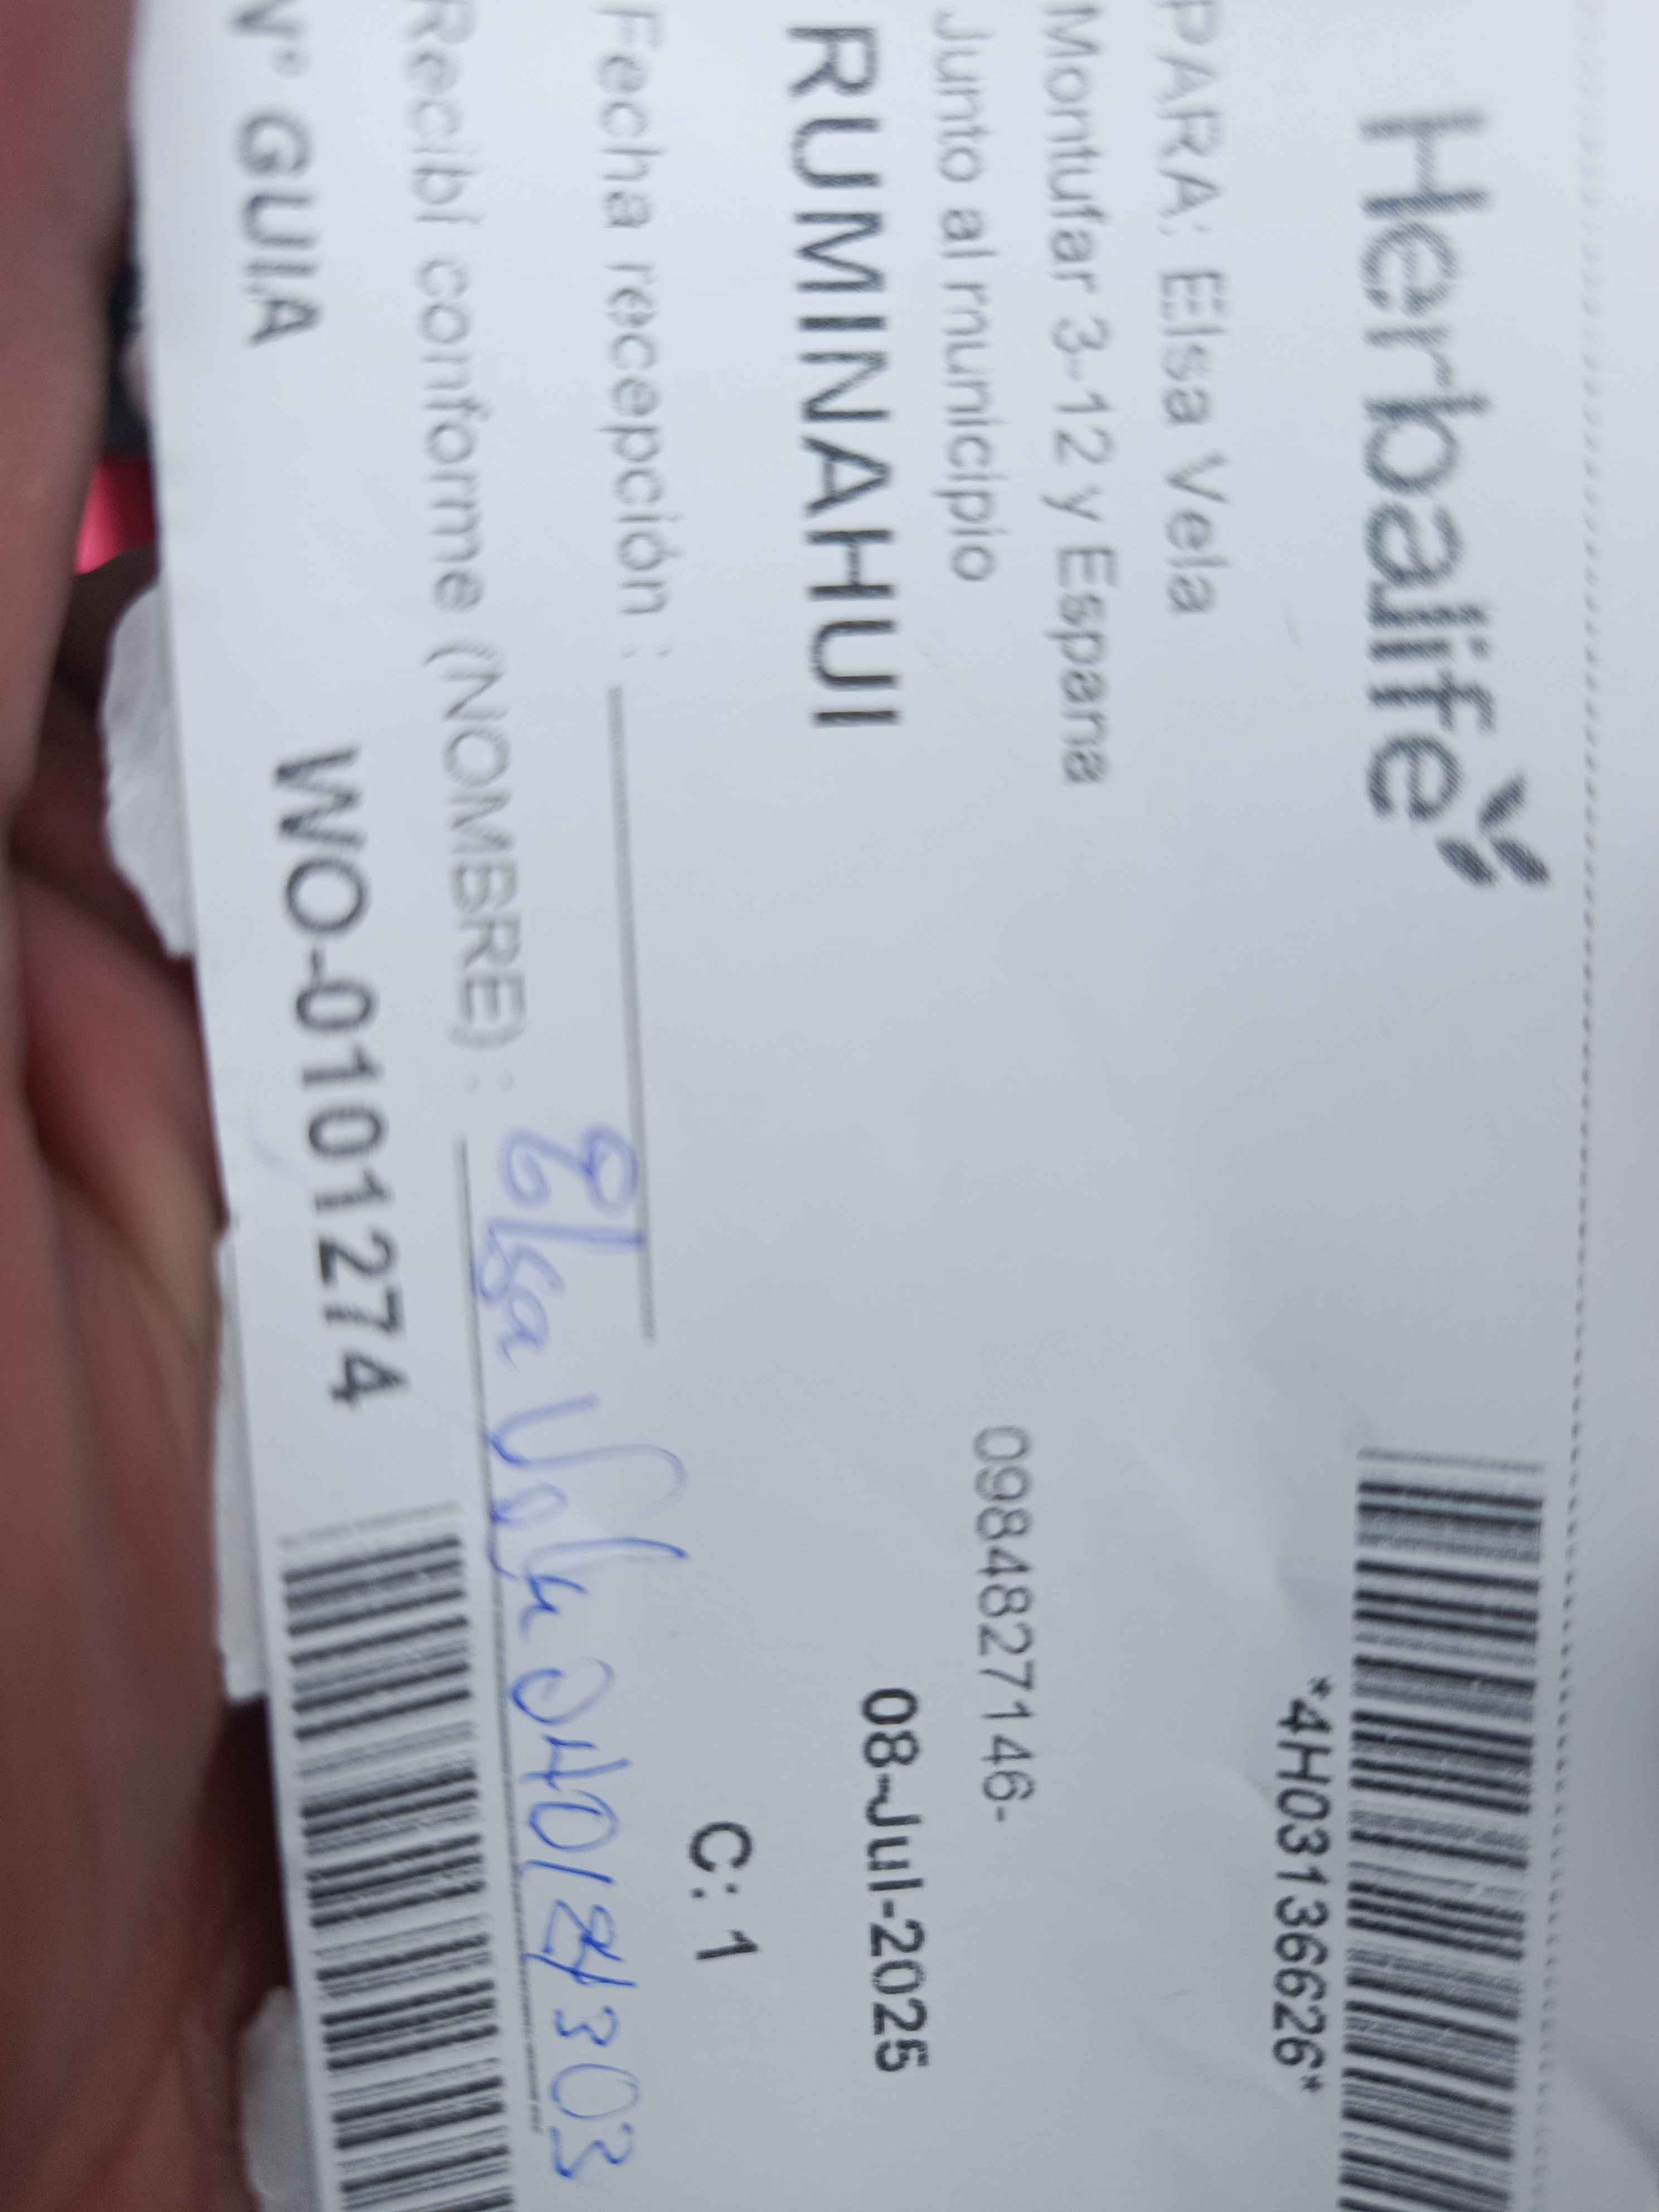 Herbalife
*4H03136626*
PARA: Elsa Vela
Montufar 3-12 y Espana
Junto al municipio 0984827146-
RUMINAHUI 08-Jul-2025
C: 1
Fecha recepción :
Recibi conforme (NOMBRE) : Elsa Vela
N° GUIA WO-0101274